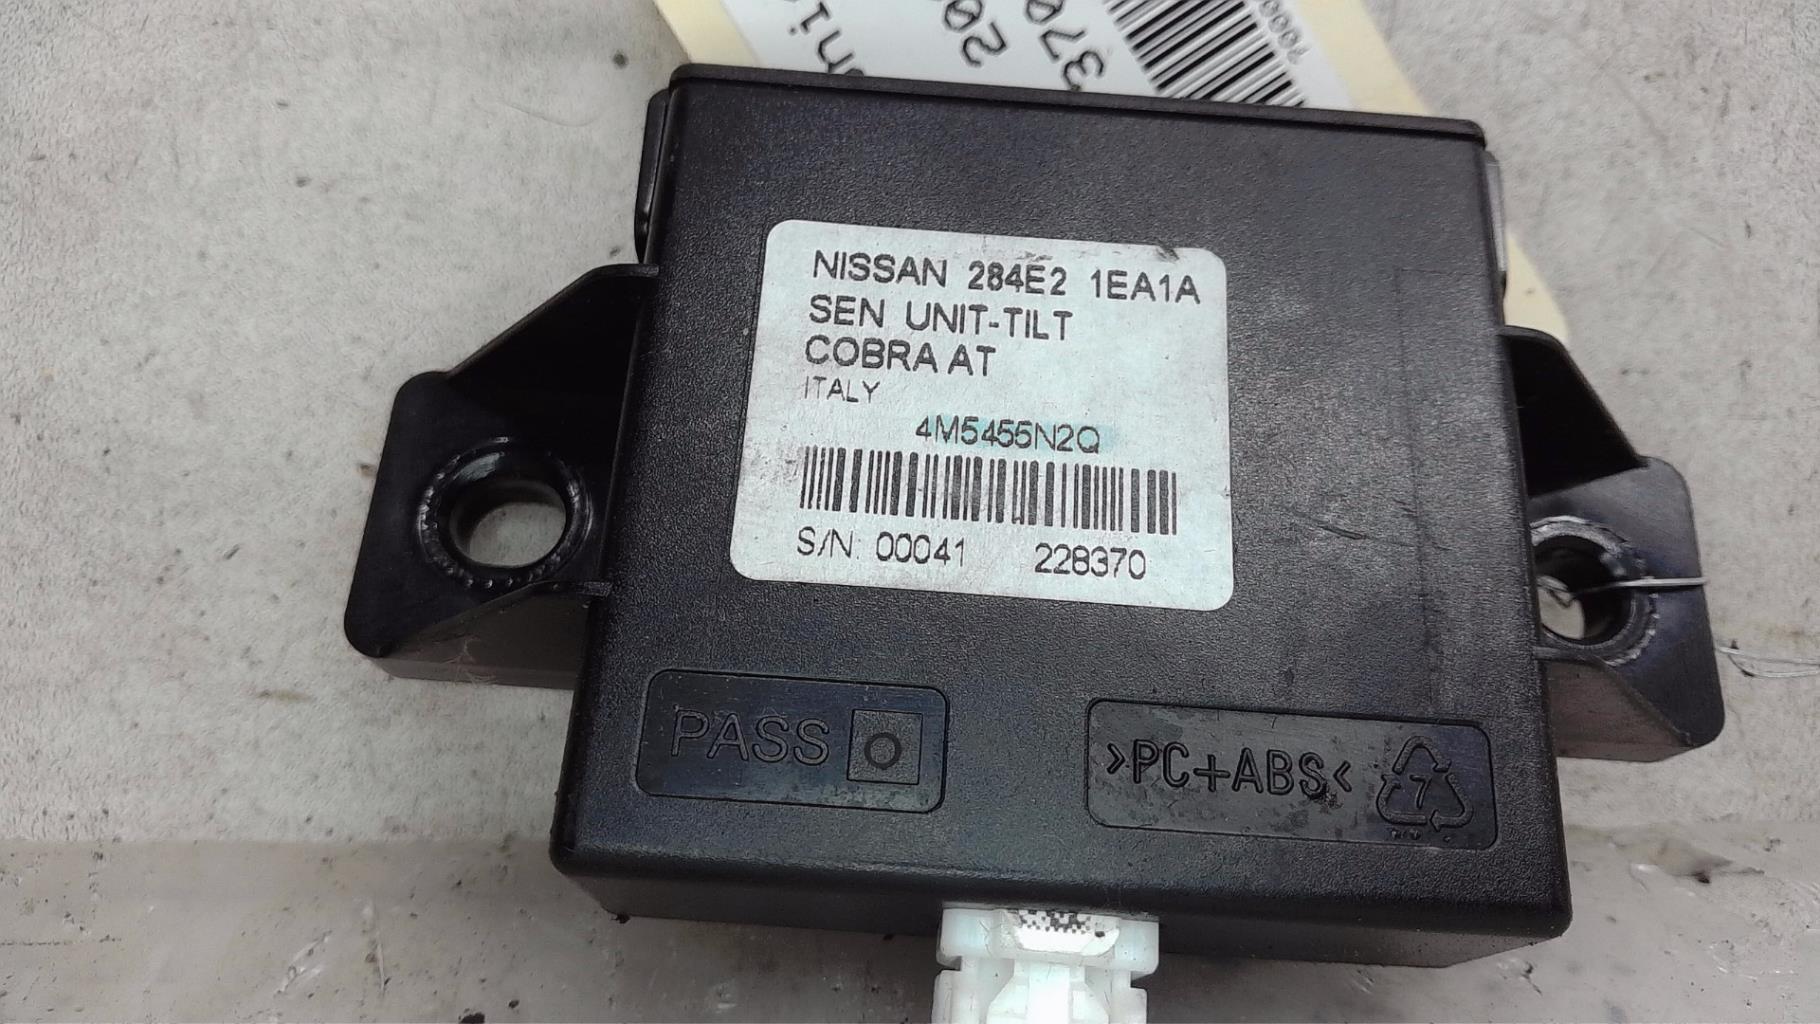 NISSAN 284E2 1EA1A
SEN UNIT-TILT
COBRA AT
ITALY
4M5455N2Q
S/N: 00041 228370
PASS O
>PC+ABS<
7